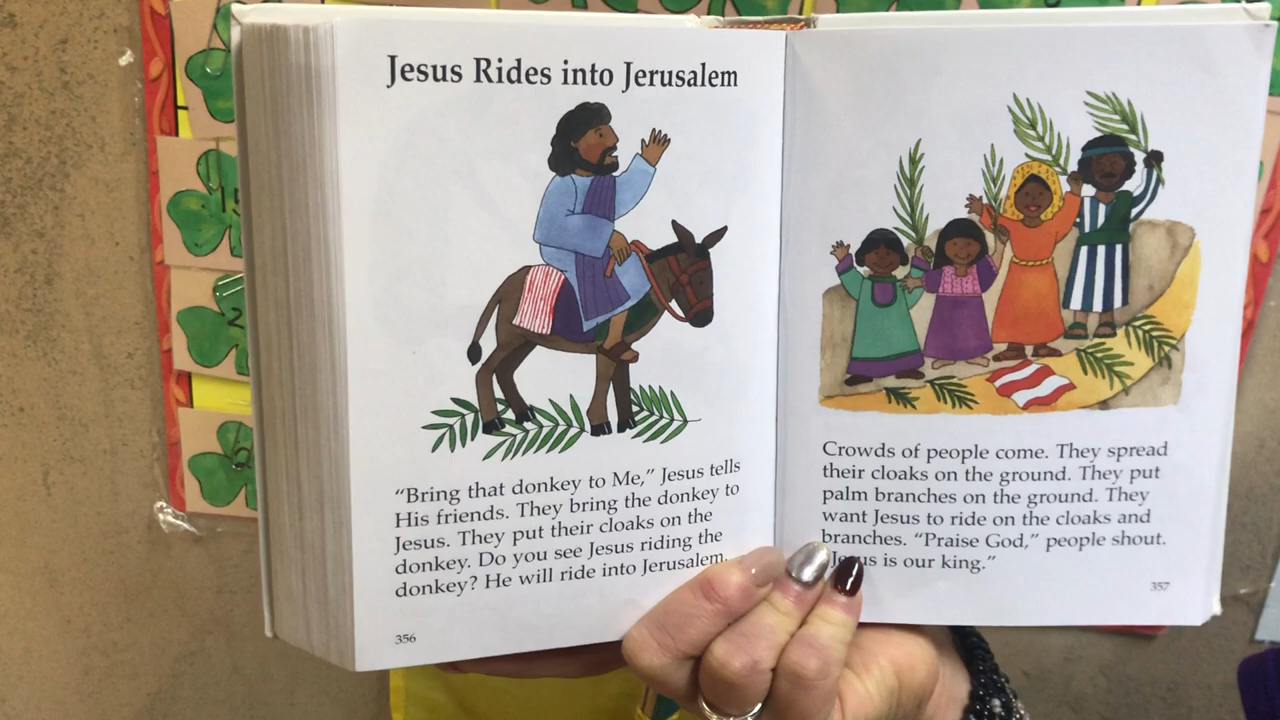 Jesus Rides into Jerusalem
“Bring that donkey to Me,” Jesus tells
His friends. They bring the donkey to
Jesus. They put their cloaks on the
donkey. Do you see Jesus riding the
donkey? He will ride into Jerusalem.
356
Crowds of people come. They spread
their cloaks on the ground. They put
palm branches on the ground. They
want Jesus to ride on the cloaks and
branches. “Praise God,” people shout.
“Jesus is our king.”
357
2